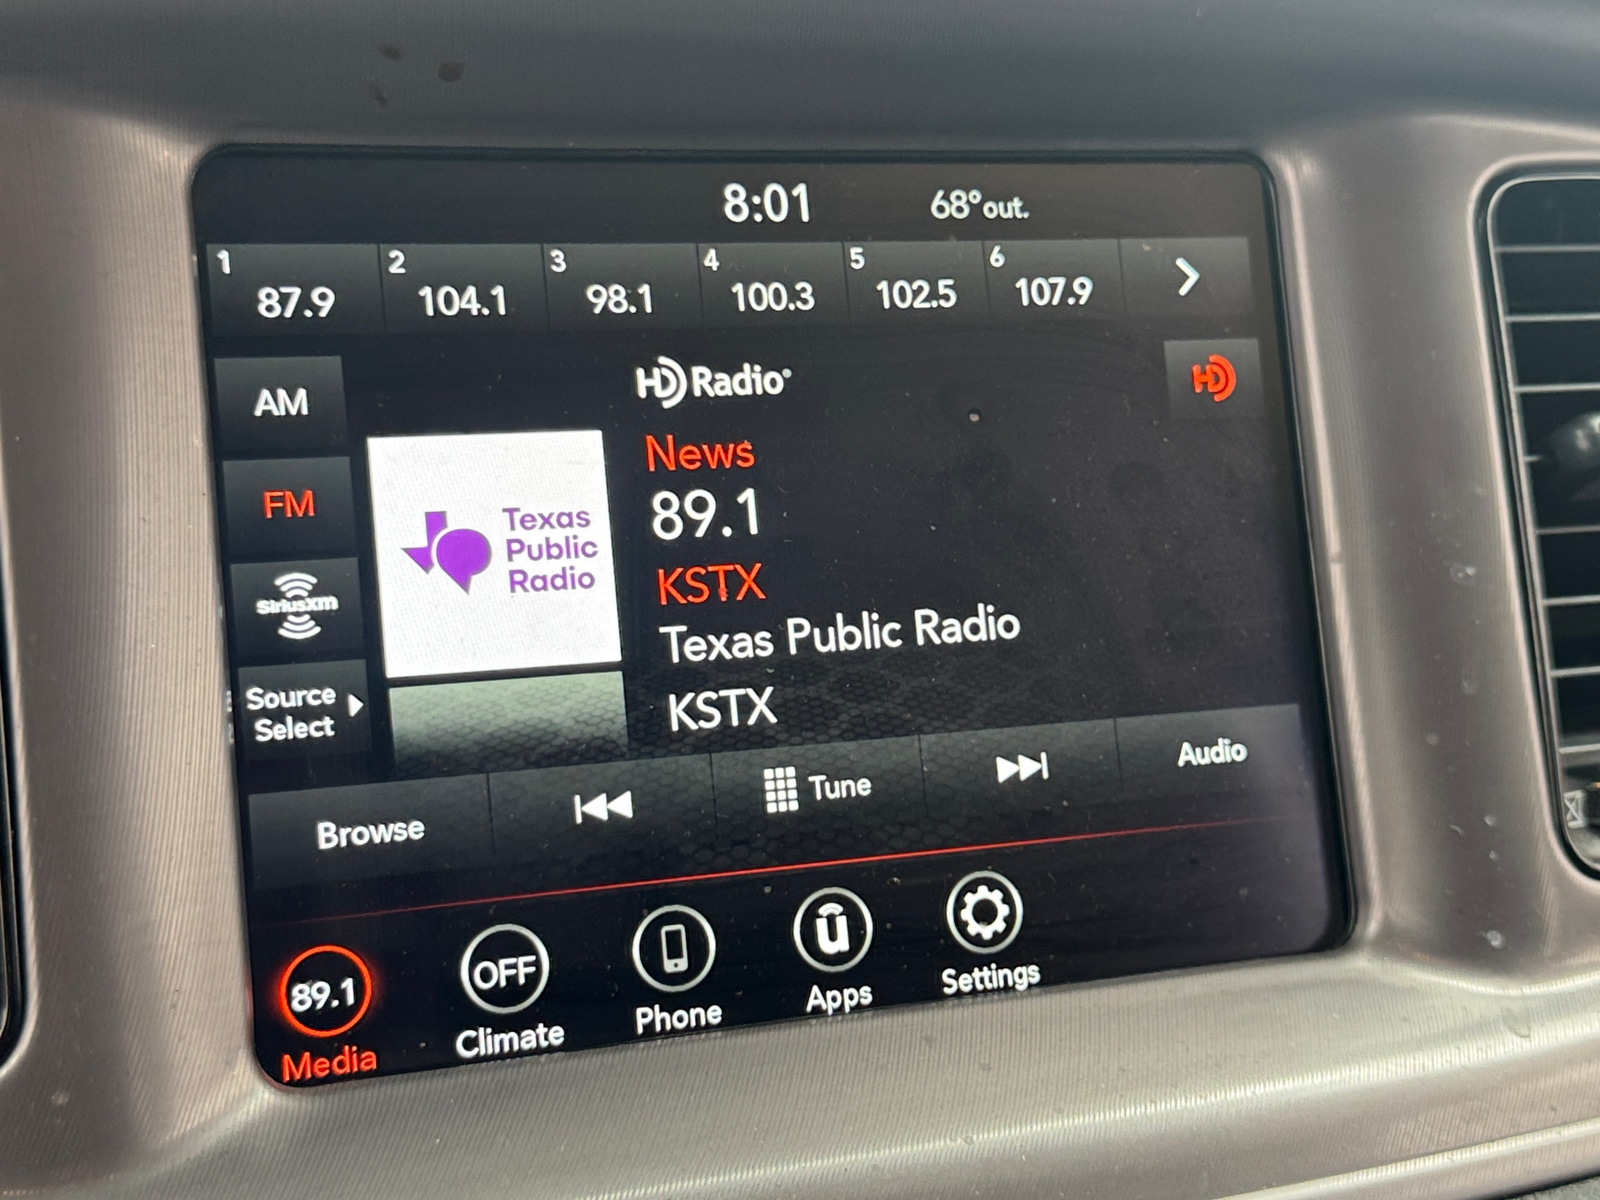 8:01 68° out.
1 2 3 4 5 6
87.9 104.1 98.1 100.3 102.5 107.9
AM
FM
SiriusXM
Source
Select
HD Radio®
HD
Texas
Public
Radio
News
89.1
KSTX
Texas Public Radio
KSTX
Browse Tune Audio
89.1 OFF u
Media Climate Phone Apps Settings